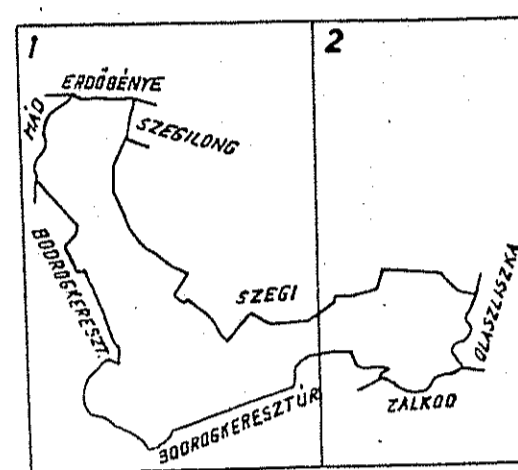 1
2
ERDŐBÉNYE
MÁD
SZEGILONG
BODROGKERESZT.
SZEGI
OLASZLISZKA
ZALKOD
BODROGKERESZTÚR